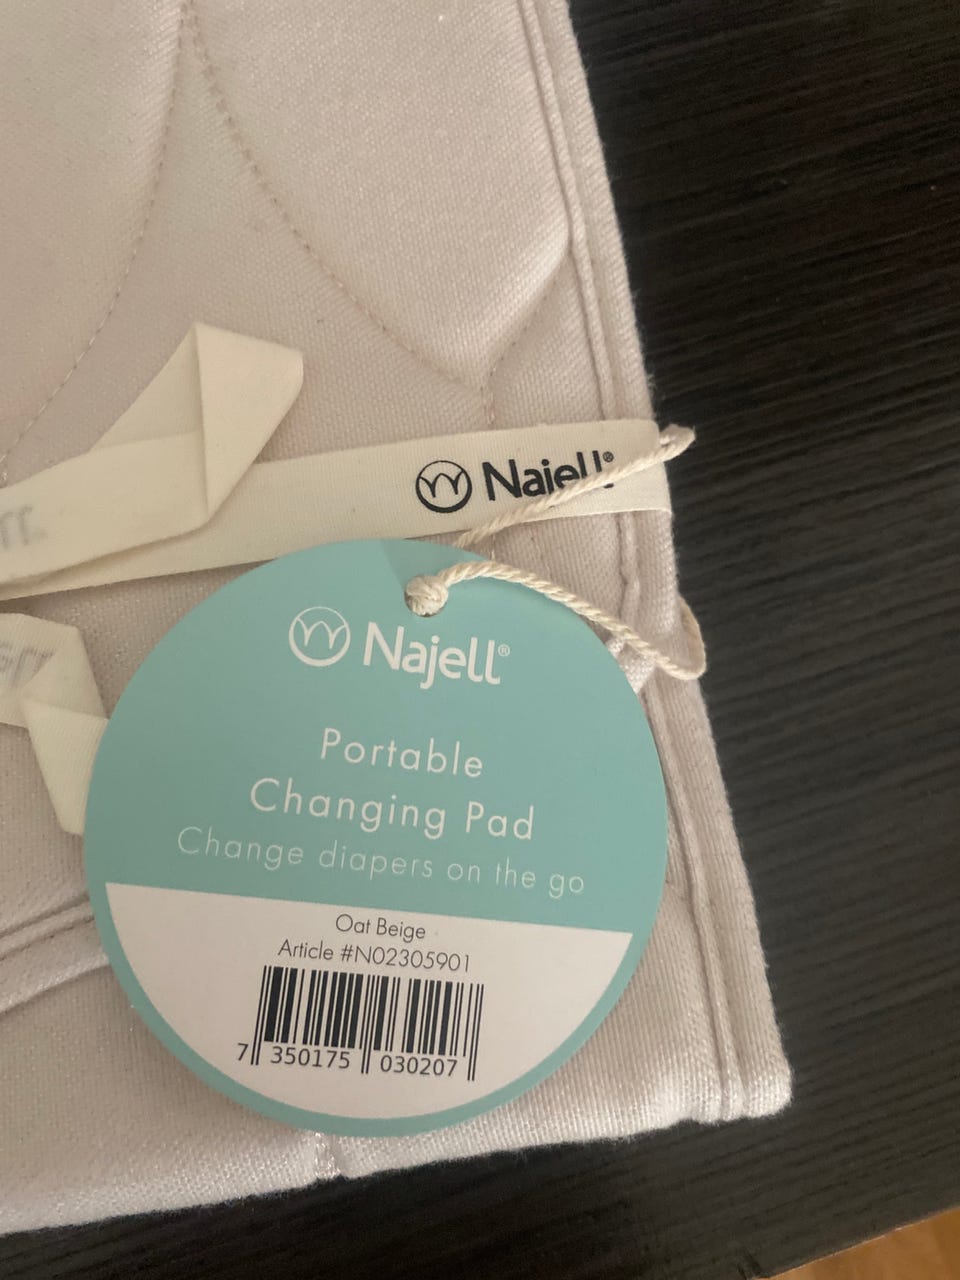 Najell®
Najell®
Portable
Changing Pad
Change diapers on the go
Oat Beige
Article #N02305901
7 350175 030207